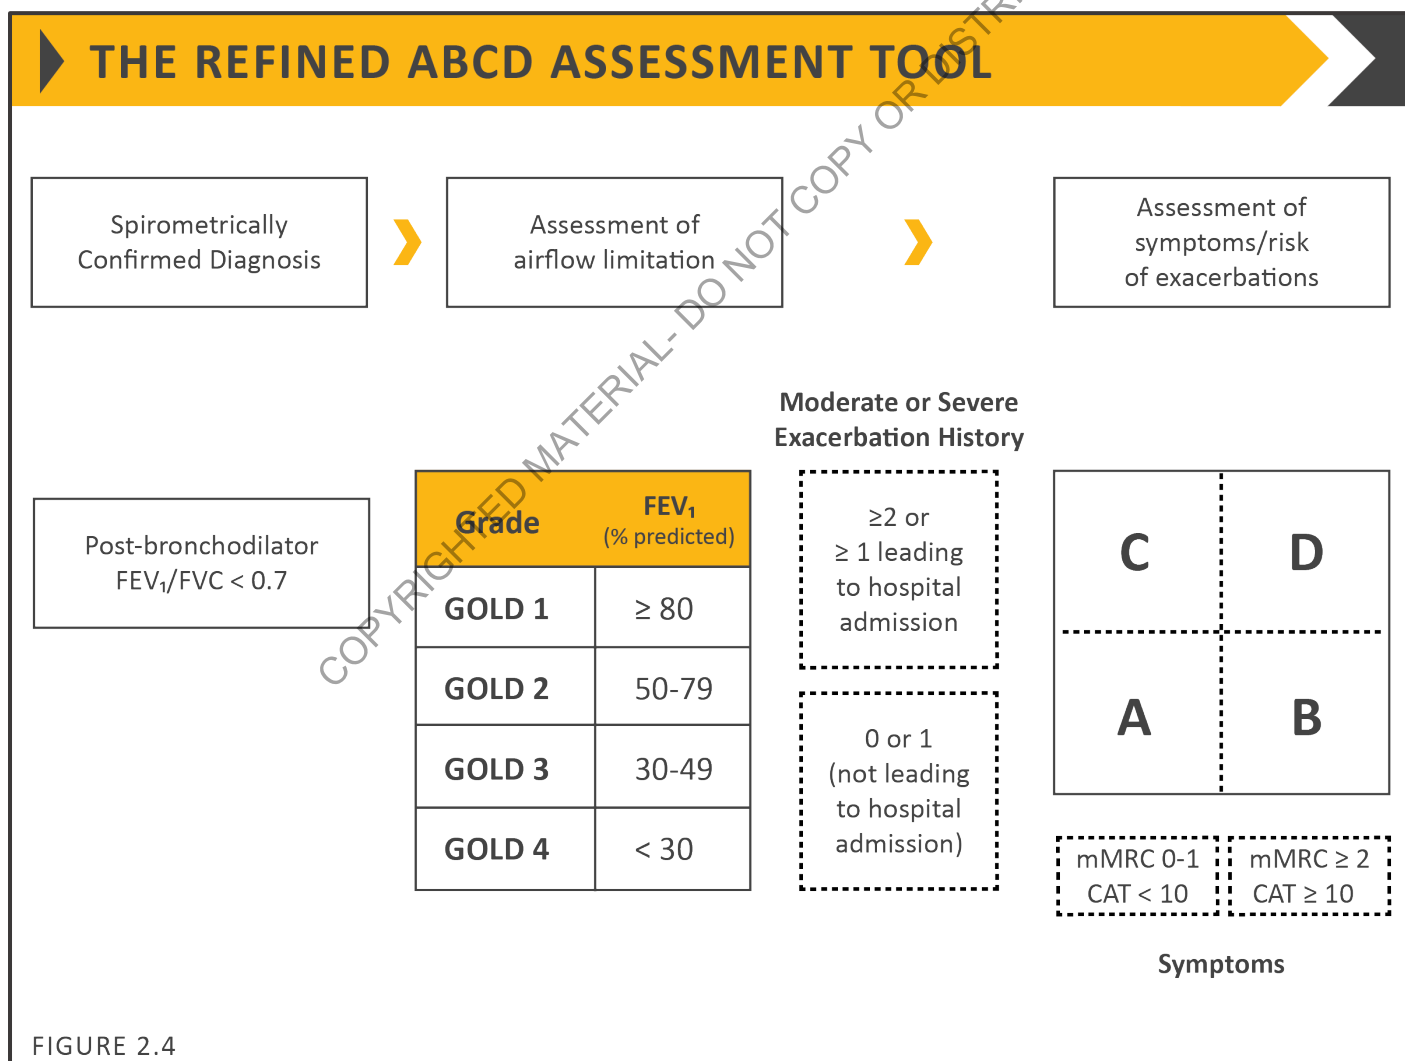 THE REFINED ABCD ASSESSMENT TOOL
Spirometrically
Confirmed Diagnosis
Assessment of
airflow limitation
Assessment of
symptoms/risk
of exacerbations
Post-bronchodilator
FEV₁/FVC < 0.7
Grade
FEV₁
(% predicted)
GOLD 1
≥ 80
GOLD 2
50-79
GOLD 3
30-49
GOLD 4
< 30
Moderate or Severe
Exacerbation History
≥2 or
≥ 1 leading
to hospital
admission
0 or 1
(not leading
to hospital
admission)
C
D
A
B
mMRC 0-1
CAT < 10
mMRC ≥ 2
CAT ≥ 10
Symptoms
FIGURE 2.4
COPYRIGHTED MATERIAL- DO NOT COPY OR